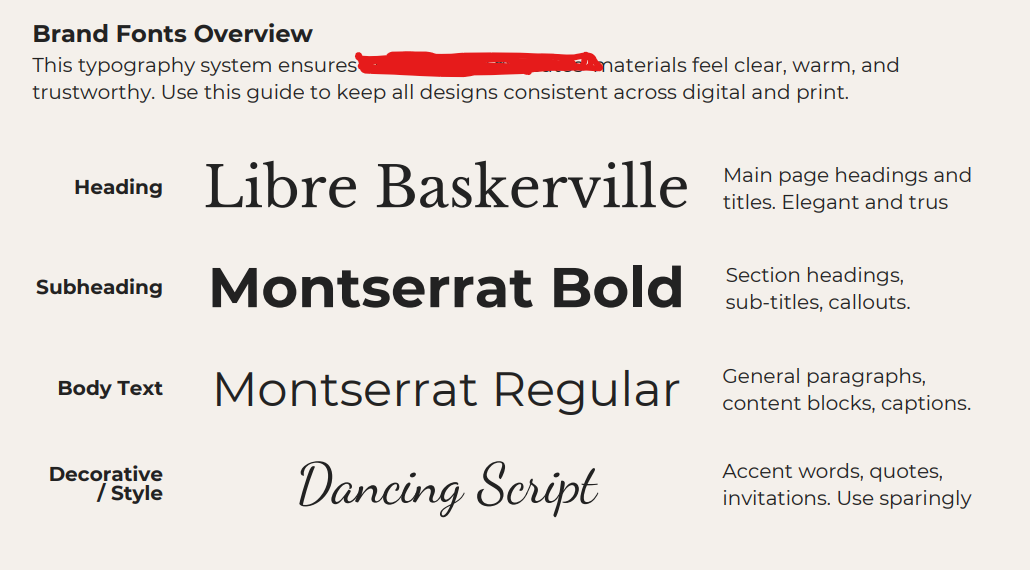 Brand Fonts Overview
This typography system ensures materials feel clear, warm, and
trustworthy. Use this guide to keep all designs consistent across digital and print.
Heading
Libre Baskerville
Main page headings and
titles. Elegant and trus
Subheading
Montserrat Bold
Section headings,
sub-titles, callouts.
Body Text
Montserrat Regular
General paragraphs,
content blocks, captions.
Decorative
/ Style
Dancing Script
Accent words, quotes,
invitations. Use sparingly